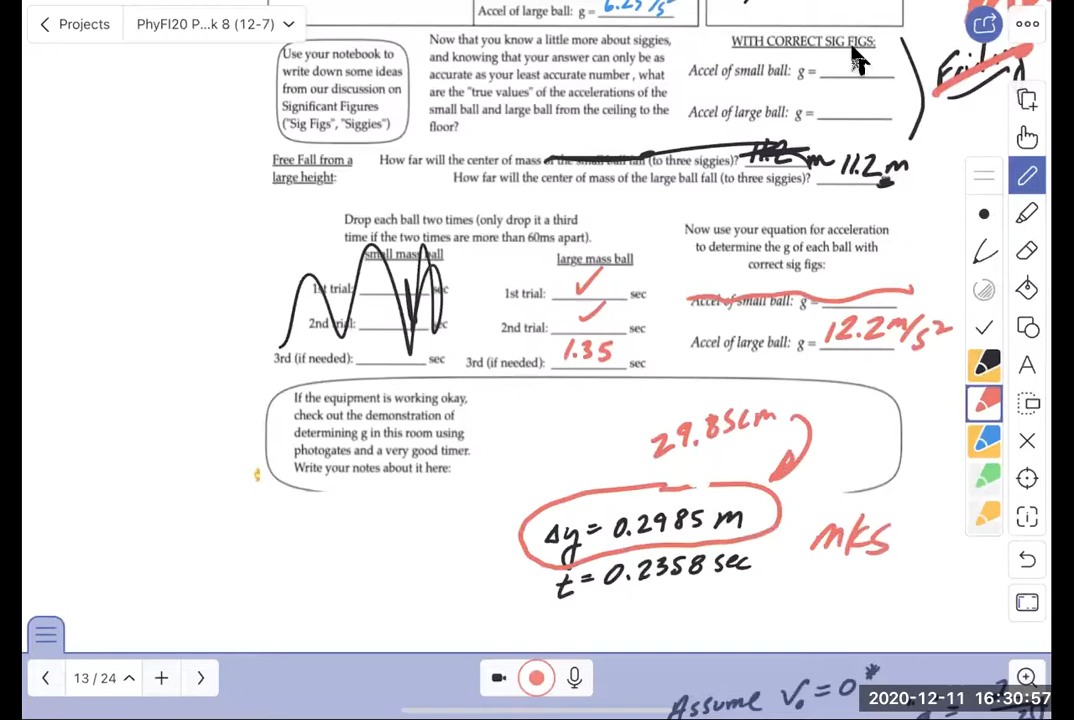 Projects
PhyFl20 P...k 8 (12-7)
Accel of large ball: g =
Use your notebook to
write down some ideas
from our discussion on
Significant Figures
("Sig Figs", "Siggies")
Now that you know a little more about siggies,
and knowing that your answer can only be as
accurate as your least accurate number , what
are the "true values" of the accelerations of the
small ball and large ball from the ceiling to the
floor?
WITH CORRECT SIG FIGS:
Accel of small ball: g =
Accel of large ball: g =
Free Fall from a
large height:
How far will the center of mass of the small ball fall (to three siggies)? 11.2 m 11.2 m
How far will the center of mass of the large ball fall (to three siggies)?
Drop each ball two times (only drop it a third
time if the two times are more than 60ms apart).
small mass ball
1st trial: sec
2nd trial: sec
3rd (if needed): sec
large mass ball
1st trial: ✓ sec
2nd trial: ✓ sec
3rd (if needed): 1.35 sec
Now use your equation for acceleration
to determine the g of each ball with
correct sig figs:
Accel of small ball: g =
Accel of large ball: g = 12.2 m/s²
If the equipment is working okay,
check out the demonstration of
determining g in this room using
photogates and a very good timer.
Write your notes about it here:
29.85cm
Δy = 0.2985 m
t = 0.2358 sec
mks
13 / 24
Assume v₀ = 0*
2020-12-11 16:30:57